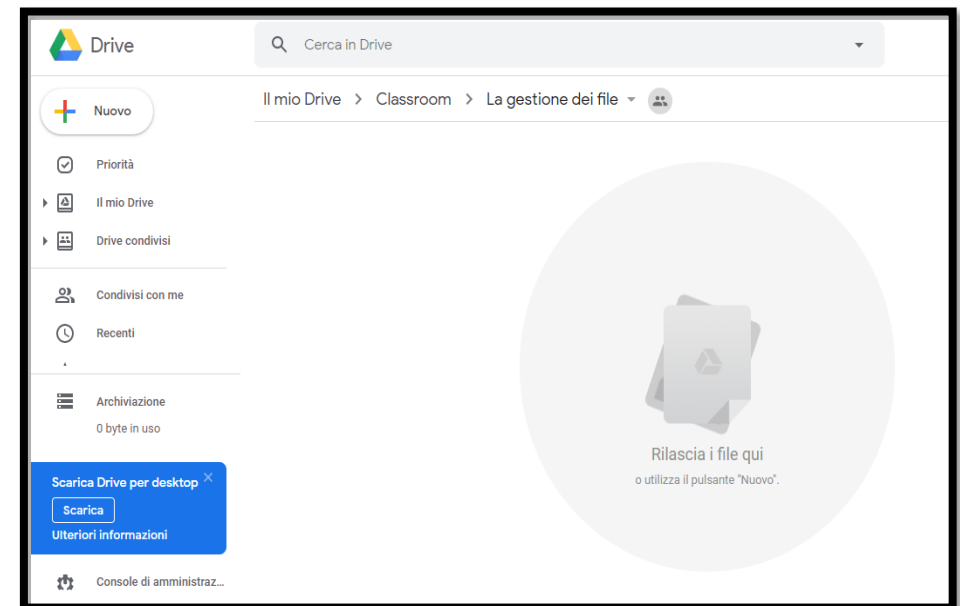 Drive
Cerca in Drive
Nuovo
Il mio Drive > Classroom > La gestione dei file
Priorità
Il mio Drive
Drive condivisi
Condivisi con me
Recenti
Archiviazione
0 byte in uso
Rilascia i file qui
o utilizza il pulsante "Nuovo".
Scarica Drive per desktop
Scarica
Ulteriori informazioni
Console di amministraz...